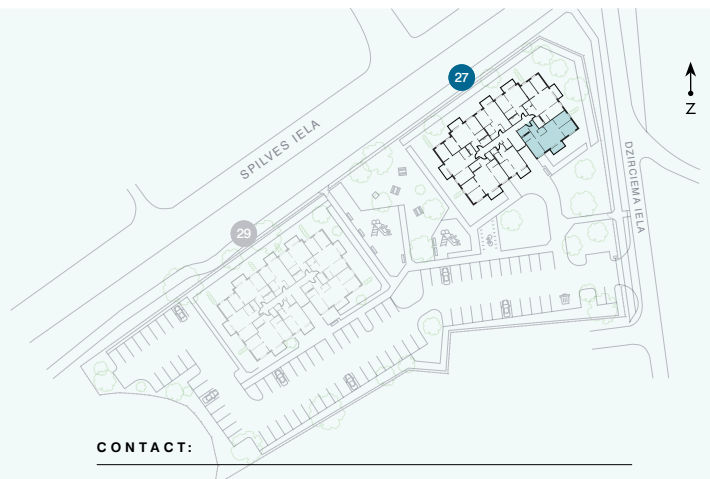 27
Z
SPILVES IELA
DZIRCIEMA IELA
29
CONTACT: